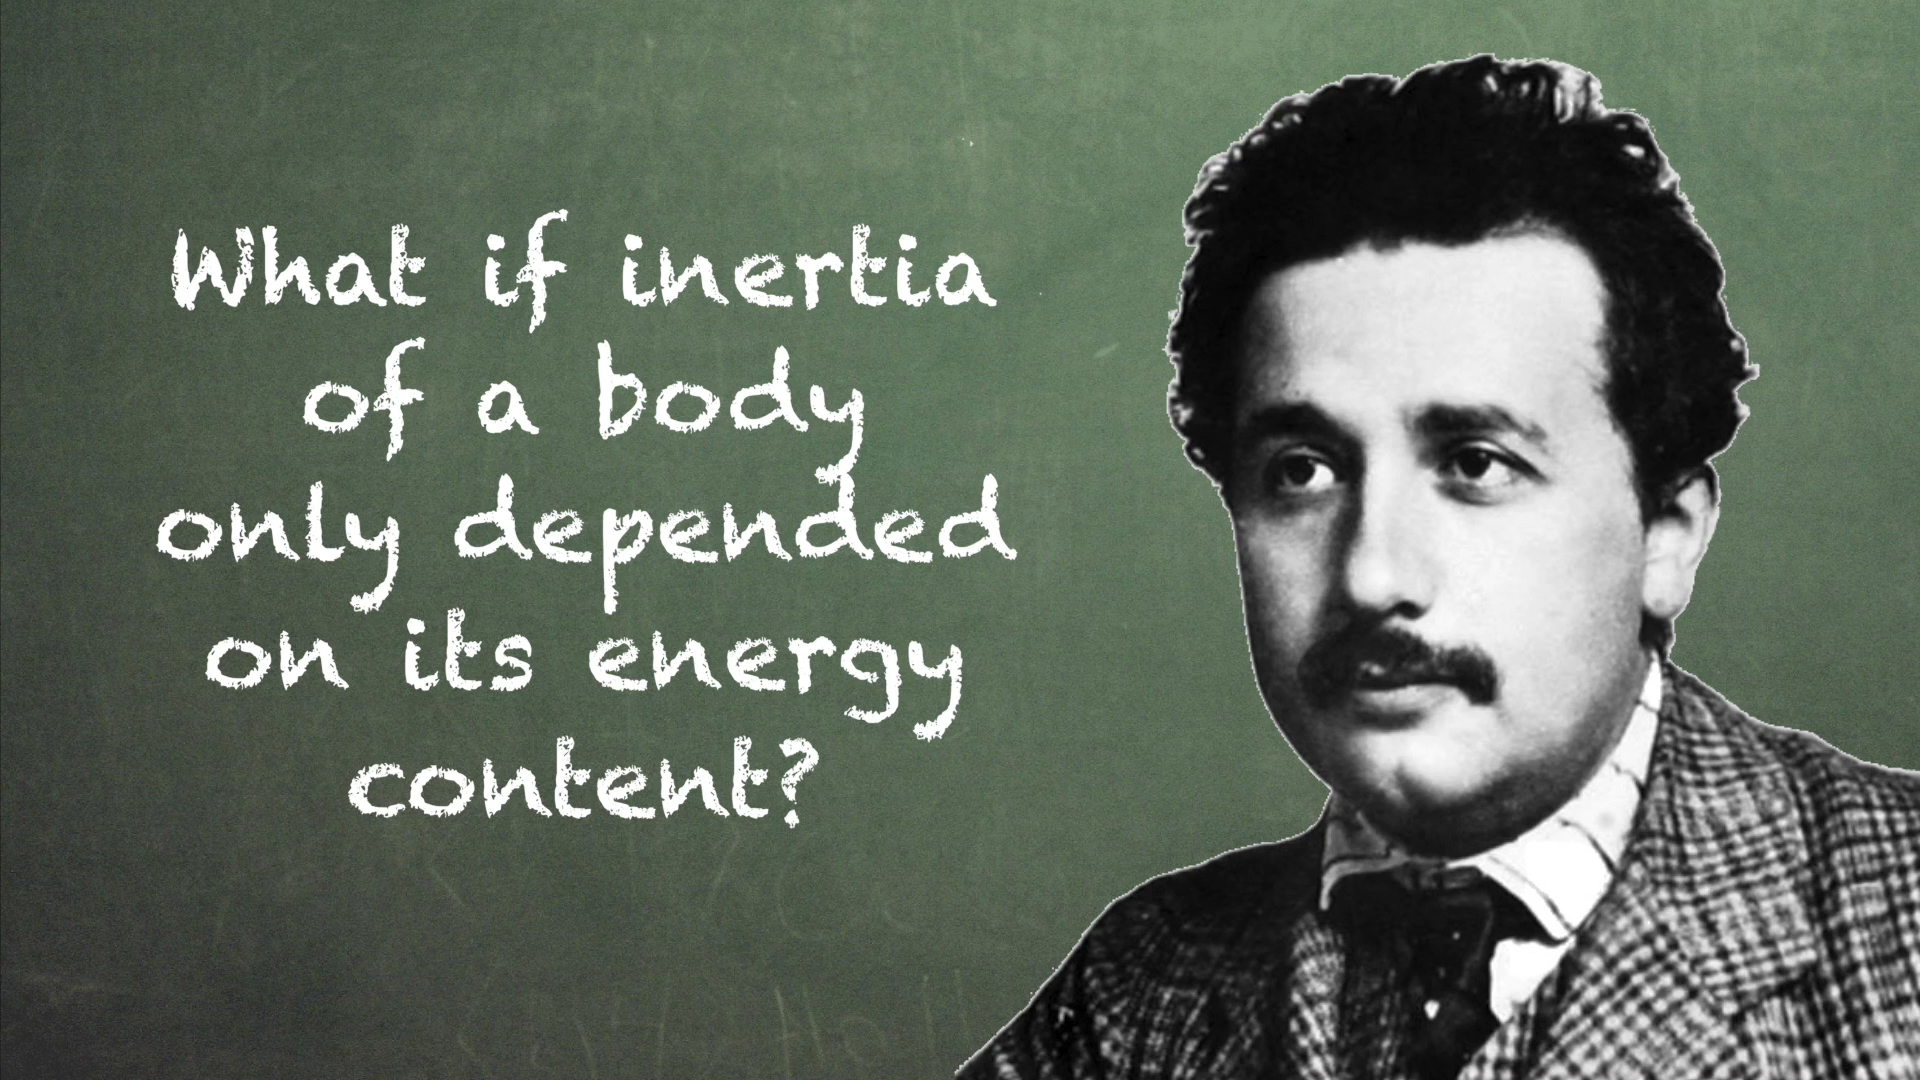 What if inertia
of a body
only depended
on its energy
content?